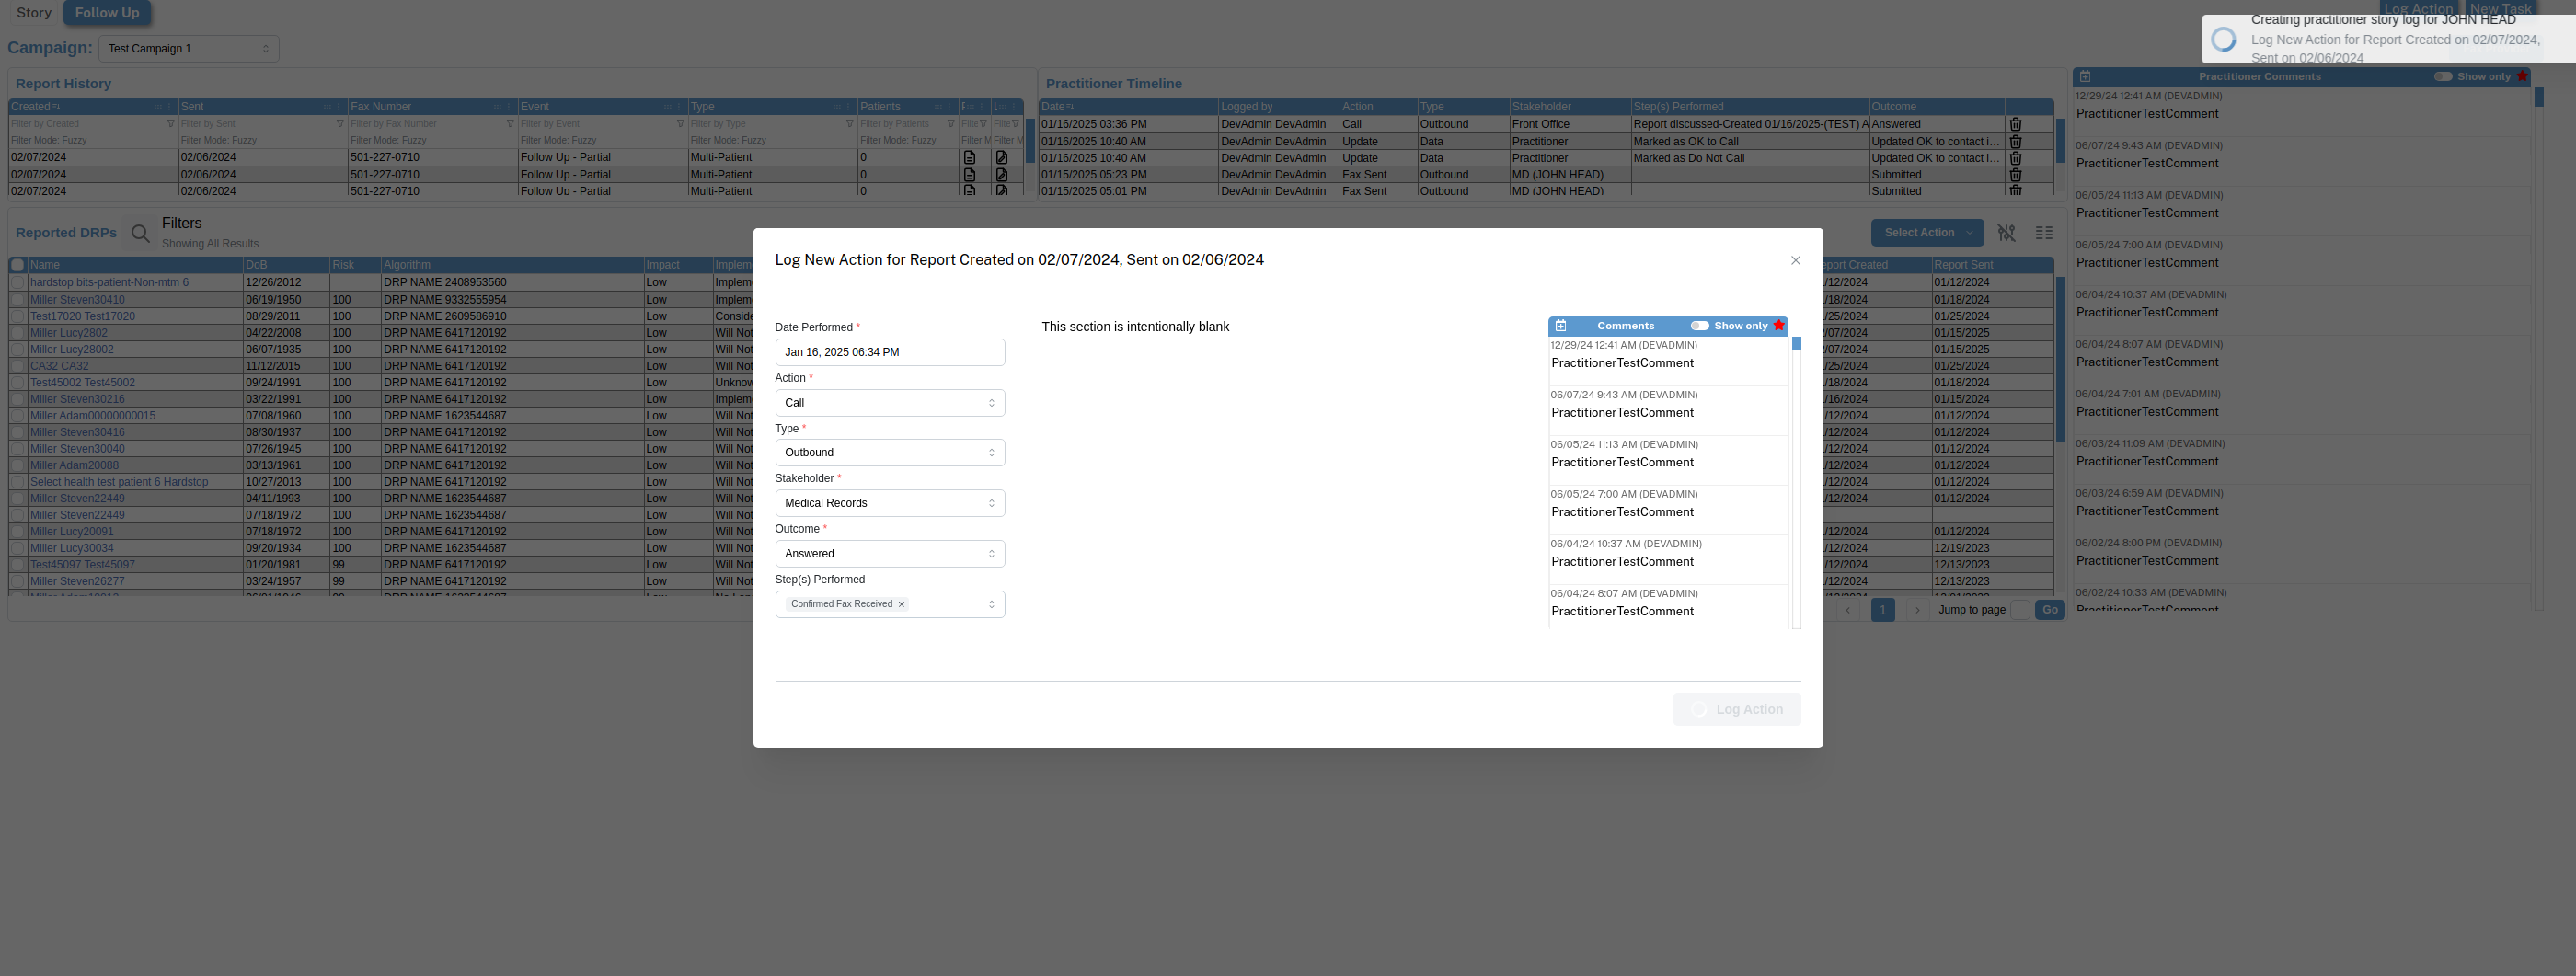 Story Follow Up
Log Action New Task
Creating practitioner story log for JOHN HEAD
Log New Action for Report Created on 02/07/2024,
Sent on 02/06/2024
Campaign: Test Campaign 1
Report History
Created Sent Fax Number Event Type Patients
Filter by Created Filter by Sent Filter by Fax Number Filter by Event Filter by Type Filter by Patients Filte Filte
Filter Mode: Fuzzy Filter Mode: Fuzzy Filter Mode: Fuzzy Filter Mode: Fuzzy Filter Mode: Fuzzy Filter Mode: Fuzzy Filter M Filter M
02/07/2024 02/06/2024 501-227-0710 Follow Up - Partial Multi-Patient 0
02/07/2024 02/06/2024 501-227-0710 Follow Up - Partial Multi-Patient 0
02/07/2024 02/06/2024 501-227-0710 Follow Up - Partial Multi-Patient 0
Practitioner Timeline
Date Logged by Action Type Stakeholder Step(s) Performed Outcome
01/16/2025 03:36 PM DevAdmin DevAdmin Call Outbound Front Office Report discussed-Created 01/16/2025-(TEST) A Answered
01/16/2025 10:40 AM DevAdmin DevAdmin Update Data Practitioner Marked as OK to Call Updated OK to contact i...
01/16/2025 10:40 AM DevAdmin DevAdmin Update Data Practitioner Marked as Do Not Call Updated OK to contact i...
01/15/2025 05:23 PM DevAdmin DevAdmin Fax Sent Outbound MD (JOHN HEAD) Submitted
01/15/2025 05:01 PM DevAdmin DevAdmin Fax Sent Outbound MD (JOHN HEAD) Submitted
Practitioner Comments Show only
12/29/24 12:41 AM (DEVADMIN)
PractitionerTestComment
06/07/24 9:43 AM (DEVADMIN)
PractitionerTestComment
06/05/24 11:13 AM (DEVADMIN)
PractitionerTestComment
06/05/24 7:00 AM (DEVADMIN)
PractitionerTestComment
06/04/24 10:37 AM (DEVADMIN)
PractitionerTestComment
06/04/24 8:07 AM (DEVADMIN)
PractitionerTestComment
06/04/24 7:01 AM (DEVADMIN)
PractitionerTestComment
06/03/24 11:09 AM (DEVADMIN)
PractitionerTestComment
06/03/24 6:59 AM (DEVADMIN)
PractitionerTestComment
06/02/24 8:00 PM (DEVADMIN)
PractitionerTestComment
06/02/24 10:33 AM (DEVADMIN)
PractitionerTestComment
Reported DRPs Filters
Showing All Results
Select Action
Name DoB Risk Algorithm Impact Implem eport Created Report Sent
hardstop bits-patient-Non-mtm 6 12/26/2012 DRP NAME 2408953560 Low Implem /12/2024 01/12/2024
Miller Steven30410 06/19/1950 100 DRP NAME 9332555954 Low Implem /18/2024 01/18/2024
Test17020 Test17020 08/29/2011 100 DRP NAME 2609586910 Low Conside /25/2024 01/25/2024
Miller Lucy2802 04/22/2008 100 DRP NAME 6417120192 Low Will Not /07/2024 01/15/2025
Miller Lucy28002 06/07/1935 100 DRP NAME 6417120192 Low Will Not /07/2024 01/15/2025
CA32 CA32 11/12/2015 100 DRP NAME 6417120192 Low Will Not /25/2024 01/25/2024
Test45002 Test45002 09/24/1991 100 DRP NAME 6417120192 Low Unknow /18/2024 01/18/2024
Miller Steven30216 03/22/1991 100 DRP NAME 6417120192 Low Implem /16/2024 01/15/2024
Miller Adam00000000015 07/08/1960 100 DRP NAME 1623544687 Low Will Not /12/2024 01/12/2024
Miller Steven30416 08/30/1937 100 DRP NAME 6417120192 Low Will Not /12/2024 01/12/2024
Miller Steven30040 07/26/1945 100 DRP NAME 6417120192 Low Will Not /12/2024 01/12/2024
Miller Adam20088 03/13/1961 100 DRP NAME 6417120192 Low Will Not /12/2024 01/12/2024
Select health test patient 6 Hardstop 10/27/2013 100 DRP NAME 6417120192 Low Will Not /12/2024 01/12/2024
Miller Steven22449 04/11/1993 100 DRP NAME 1623544687 Low Will Not /12/2024 01/12/2024
Miller Steven22449 07/18/1972 100 DRP NAME 1623544687 Low Will Not
Miller Lucy20091 07/18/1972 100 DRP NAME 6417120192 Low Will Not /12/2024 01/12/2024
Miller Lucy30034 09/20/1934 100 DRP NAME 1623544687 Low Will Not /12/2024 12/19/2023
Test45097 Test45097 01/20/1981 99 DRP NAME 6417120192 Low Will Not /12/2024 12/13/2023
Miller Steven26277 03/24/1957 99 DRP NAME 6417120192 Low Will Not /12/2024 12/13/2023
1 Jump to page Go
Log New Action for Report Created on 02/07/2024, Sent on 02/06/2024
Date Performed *
Jan 16, 2025 06:34 PM
Action *
Call
Type *
Outbound
Stakeholder *
Medical Records
Outcome *
Answered
Step(s) Performed
Confirmed Fax Received
This section is intentionally blank
Comments Show only
12/29/24 12:41 AM (DEVADMIN)
PractitionerTestComment
06/07/24 9:43 AM (DEVADMIN)
PractitionerTestComment
06/05/24 11:13 AM (DEVADMIN)
PractitionerTestComment
06/05/24 7:00 AM (DEVADMIN)
PractitionerTestComment
06/04/24 10:37 AM (DEVADMIN)
PractitionerTestComment
06/04/24 8:07 AM (DEVADMIN)
PractitionerTestComment
Log Action